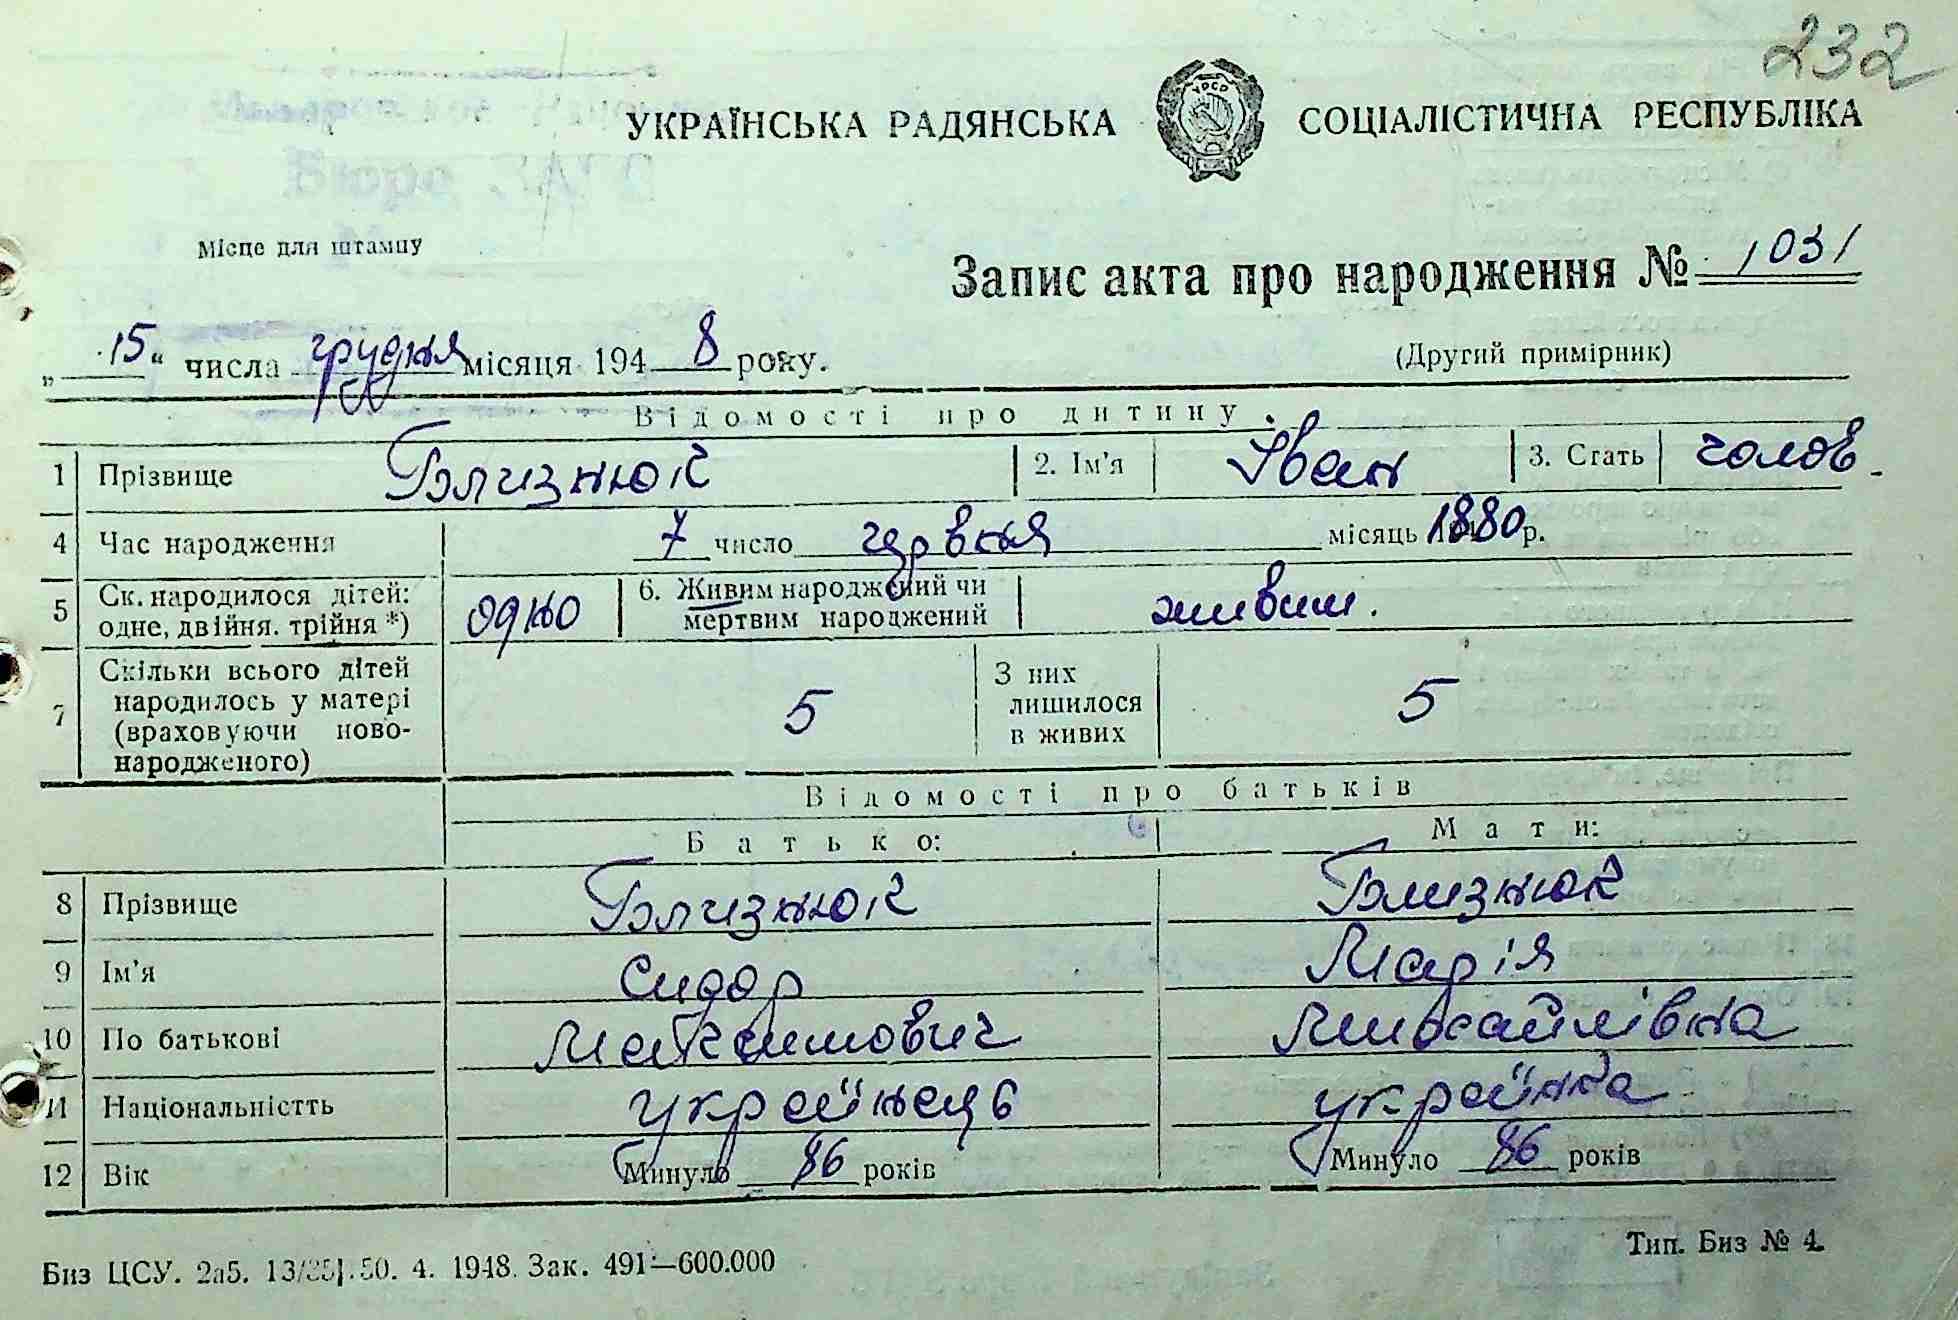 232
УКРАЇНСЬКА РАДЯНСЬКА СОЦІАЛІСТИЧНА РЕСПУБЛІКА
УРСР
Бюро ЗАГС
Місце для штампу
Запис акта про народження № 1031
„ 15 “ числа грудня місяця 1948 року.
(Другий примірник)
Відомості про дитину
1 Прізвище Близнюк 2. Ім'я Іван 3. Стать чолов.
4 Час народження 7 число червня місяць 1880 р.
5 Ск. народилося дітей: одне, двійня. трійня *) одно 6. Живим народжений чи мертвим народжений живим.
7 Скільки всього дітей народилось у матері (враховуючи ново-народженого) 5 З них лишилося в живих 5
Відомості про батьків
Батько: Мати:
8 Прізвище Близнюк Близнюк
9 Ім'я Сидор Марія
10 По батькові Максимович Михайлівна
11 Національністть українець українка
12 Вік Минуло 86 років Минуло 86 років
Биз ЦСУ. 2а5. 50. 4. 1948. Зак. 491—600.000
Тип. Биз № 4.